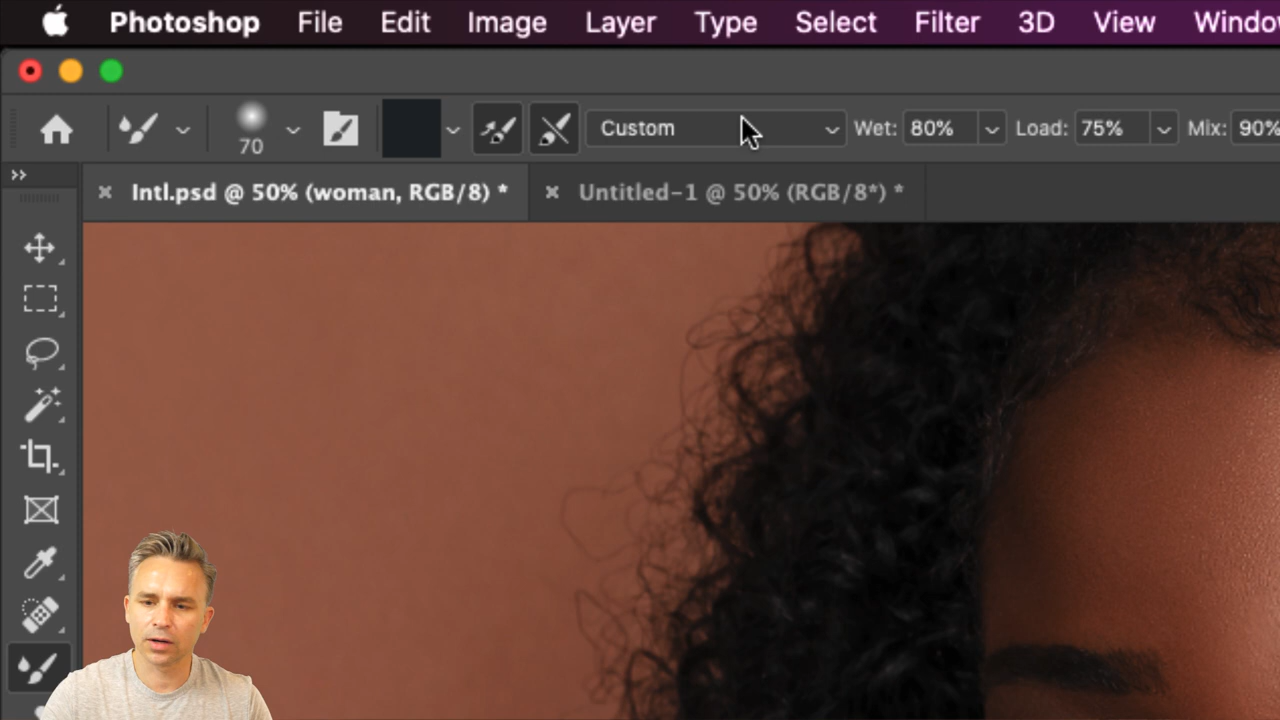 Photoshop File Edit Image Layer Type Select Filter 3D View Windo
70 Custom Wet: 80% Load: 75% Mix: 90%
Intl.psd @ 50% (woman, RGB/8) * Untitled-1 @ 50% (RGB/8*) *